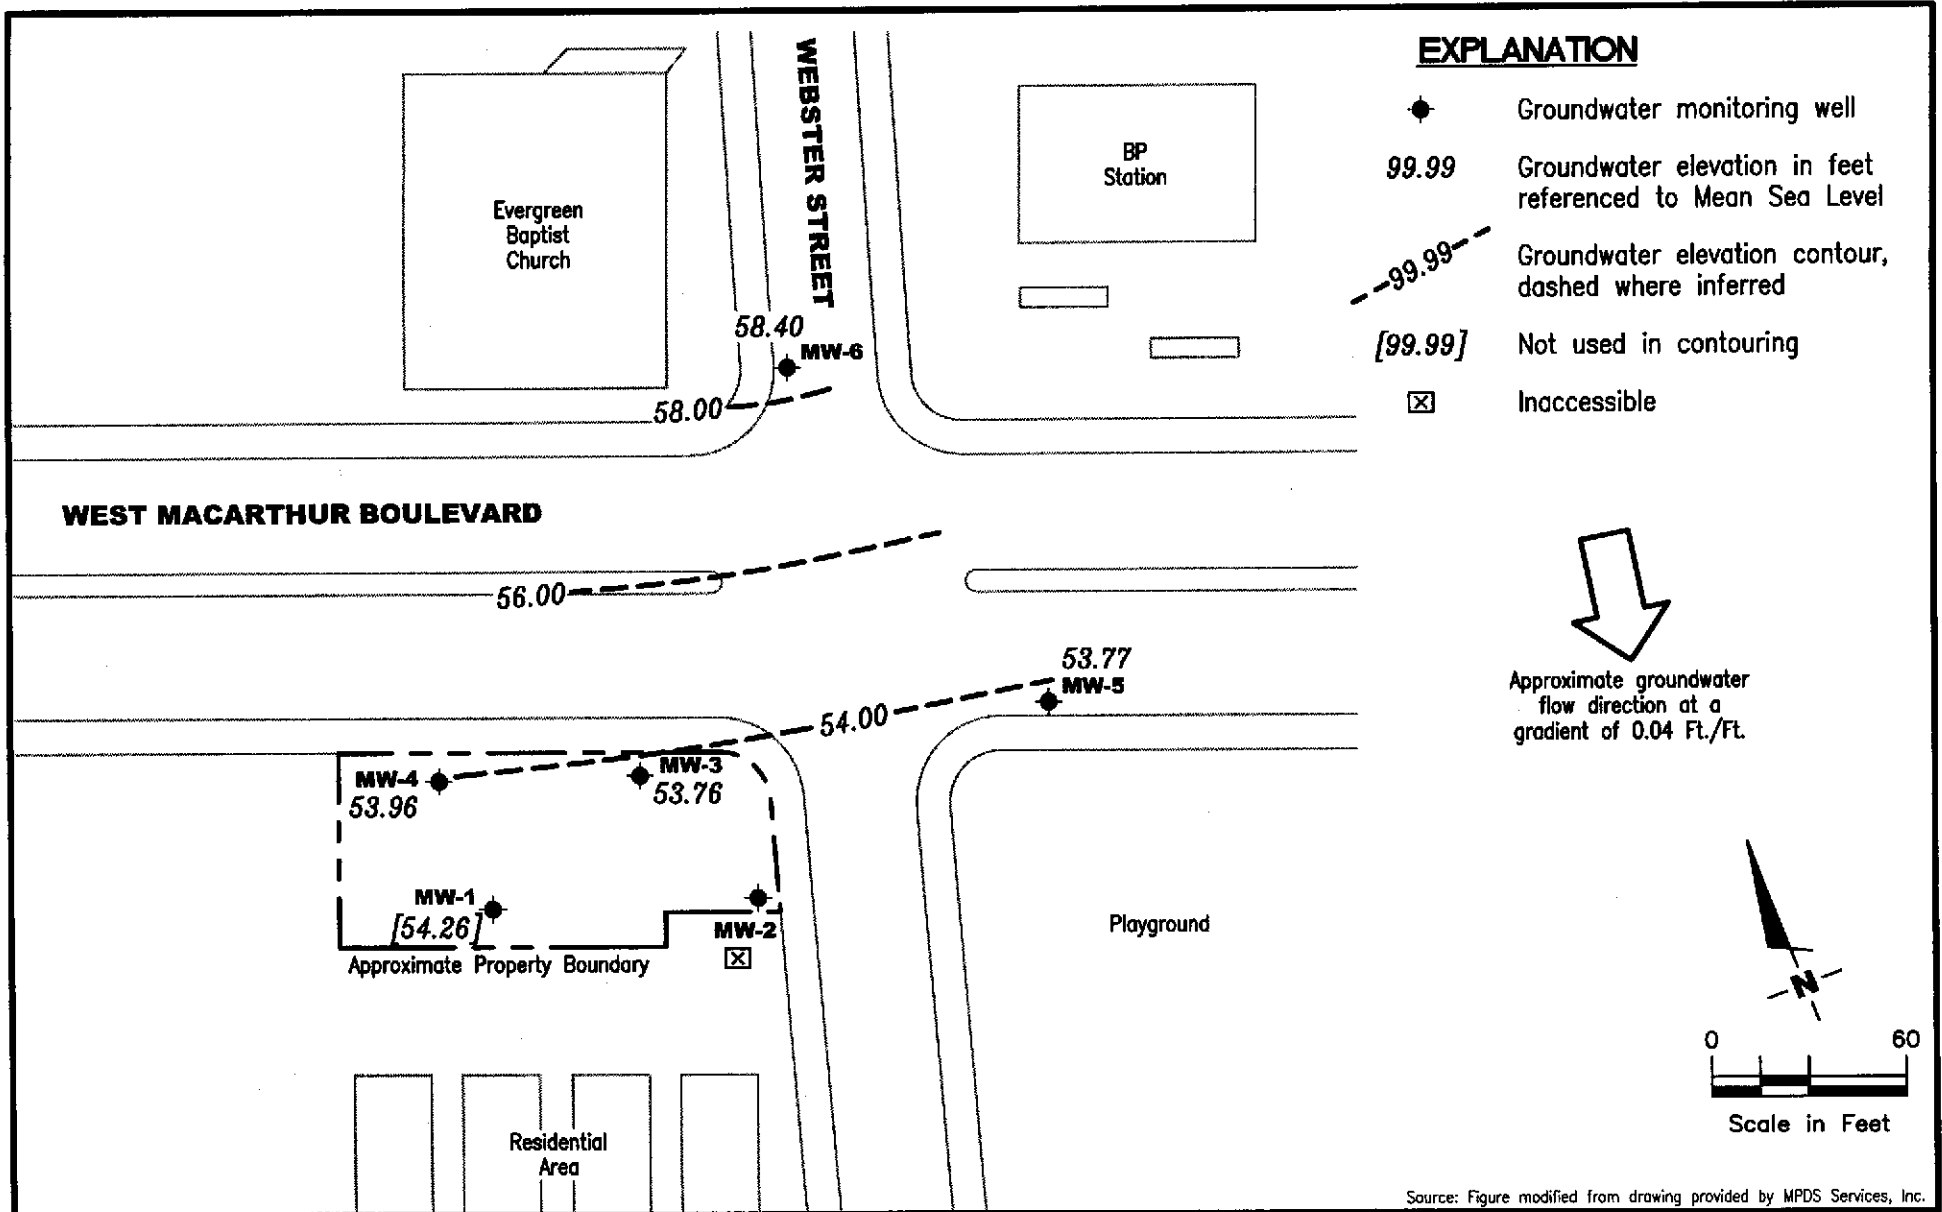 EXPLANATION
Groundwater monitoring well
99.99
Groundwater elevation in feet
referenced to Mean Sea Level
99.99
Groundwater elevation contour,
dashed where inferred
[99.99]
Not used in contouring
Inaccessible
WEBSTER STREET
BP
Station
Evergreen
Baptist
Church
58.40
MW-6
58.00
WEST MACARTHUR BOULEVARD
56.00
53.77
MW-5
54.00
MW-4
53.96
MW-3
53.76
MW-1
[54.26]
MW-2
Approximate Property Boundary
Playground
Residential
Area
Approximate groundwater
flow direction at a
gradient of 0.04 Ft./Ft.
N
0 60
Scale in Feet
Source: Figure modified from drawing provided by MPDS Services, Inc.